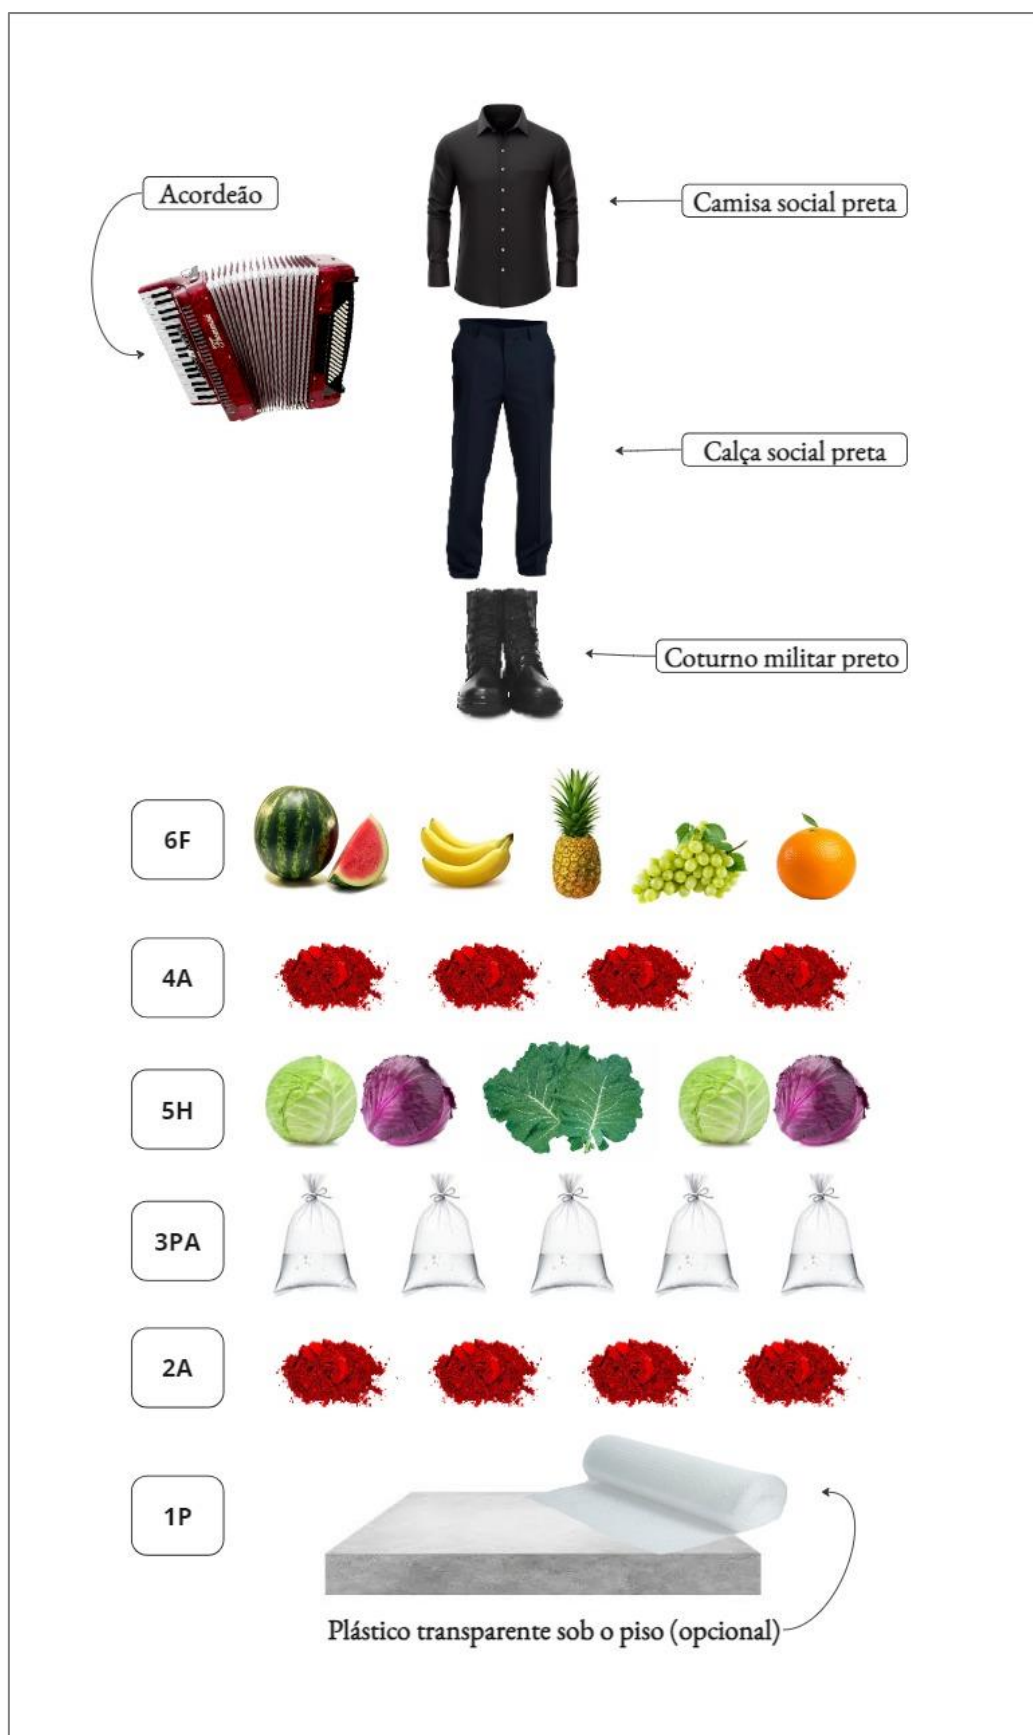 Acordeão
Camisa social preta
Calça social preta
Coturno militar preto
6F
4A
5H
3PA
2A
1P
Plástico transparente sob o piso (opcional)